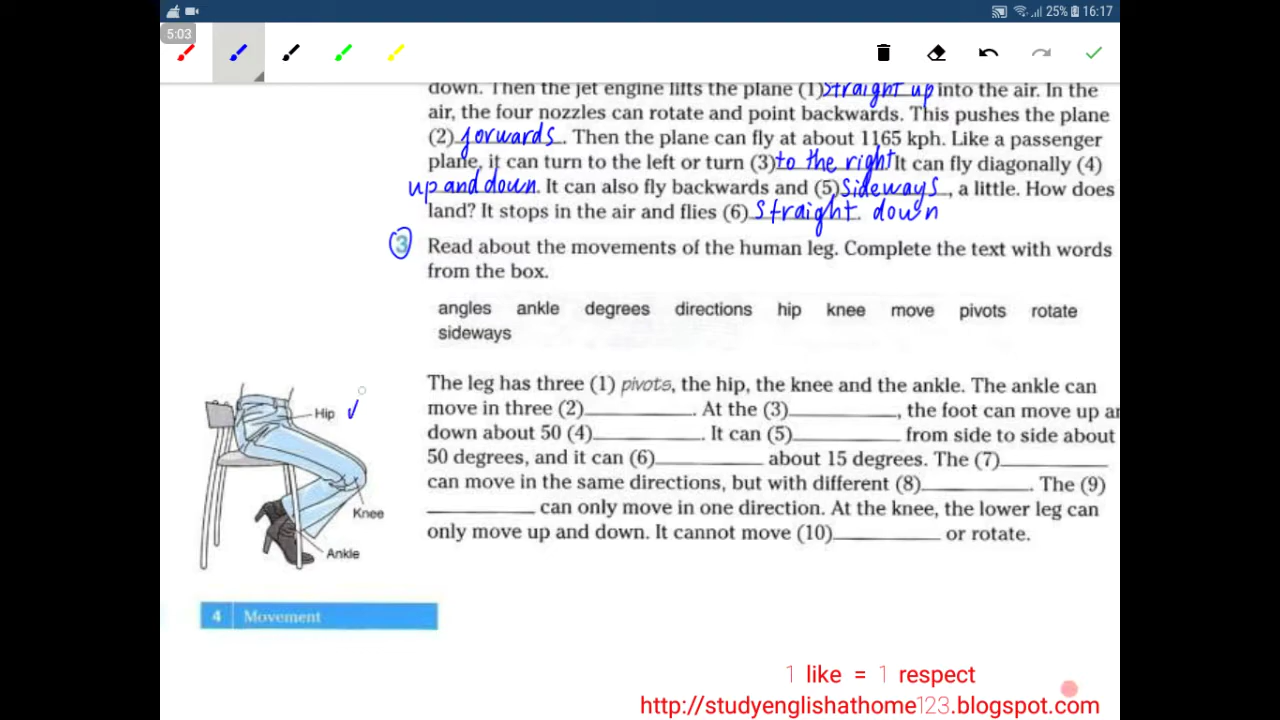 25% 16:17
5:03
down. Then the jet engine lifts the plane (1) straight up into the air. In the
air, the four nozzles can rotate and point backwards. This pushes the plane
(2) forwards. Then the plane can fly at about 1165 kph. Like a passenger
plane, it can turn to the left or turn (3) to the right It can fly diagonally (4)
up and down. It can also fly backwards and (5) Sideways, a little. How does
land? It stops in the air and flies (6) straight down
3 Read about the movements of the human leg. Complete the text with words
from the box.
angles ankle degrees directions hip knee move pivots rotate
sideways
The leg has three (1) pivots, the hip, the knee and the ankle. The ankle can
move in three (2)__________. At the (3)__________, the foot can move up a
down about 50 (4)__________. It can (5)__________ from side to side about
50 degrees, and it can (6)__________ about 15 degrees. The (7)__________
can move in the same directions, but with different (8)__________. The (9)
__________ can only move in one direction. At the knee, the lower leg can
only move up and down. It cannot move (10)__________ or rotate.
Hip
Knee
Ankle
4 Movement
1 like = 1 respect
http://studyenglishathome123.blogspot.com